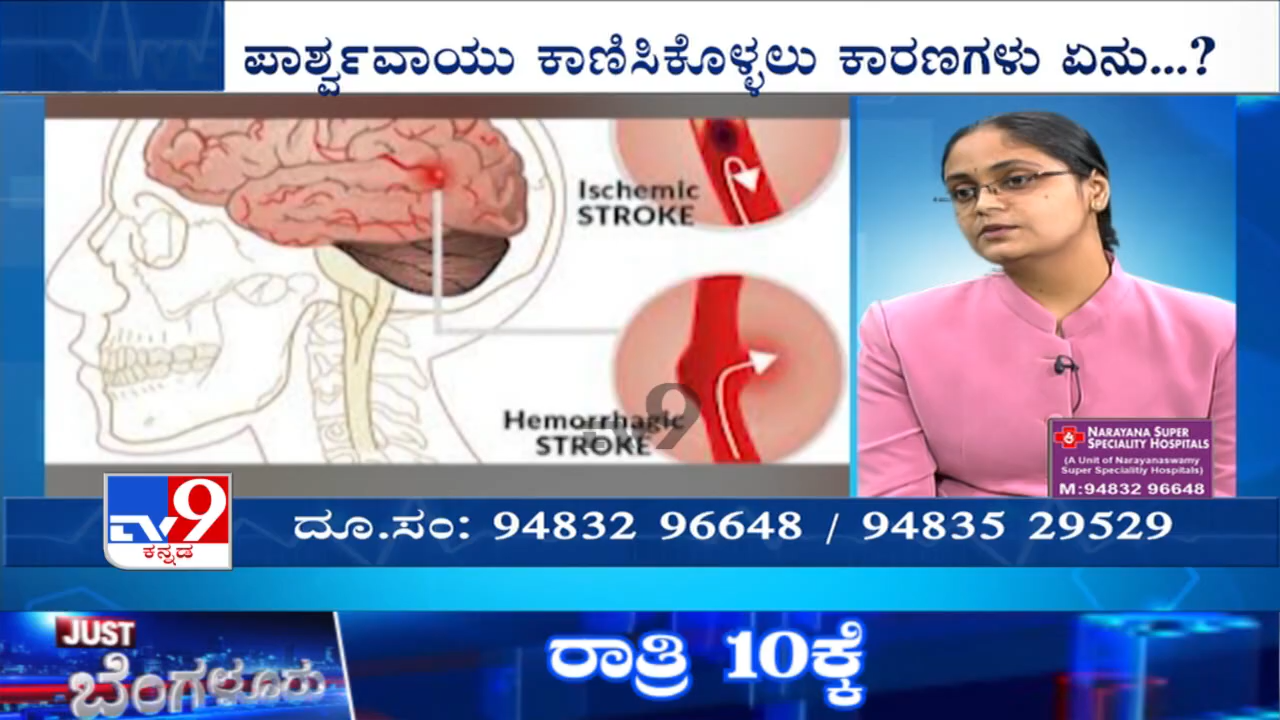 ಪಾರ್ಶ್ವವಾಯು ಕಾಣಿಸಿಕೊಳ್ಳಲು ಕಾರಣಗಳು ಏನು...?
Ischemic
STROKE
Hemorrhagic
STROKE
NARAYANA SUPER
SPECIALITY HOSPITALS
(A Unit of Narayanaswamy
Super Specialitiy Hospitals)
M:94832 96648
TV9
ಕನ್ನಡ
ದೂ.ಸಂ: 94832 96648 / 94835 29529
JUST
ಬೆಂಗಳೂರು
ರಾತ್ರಿ 10ಕ್ಕೆ